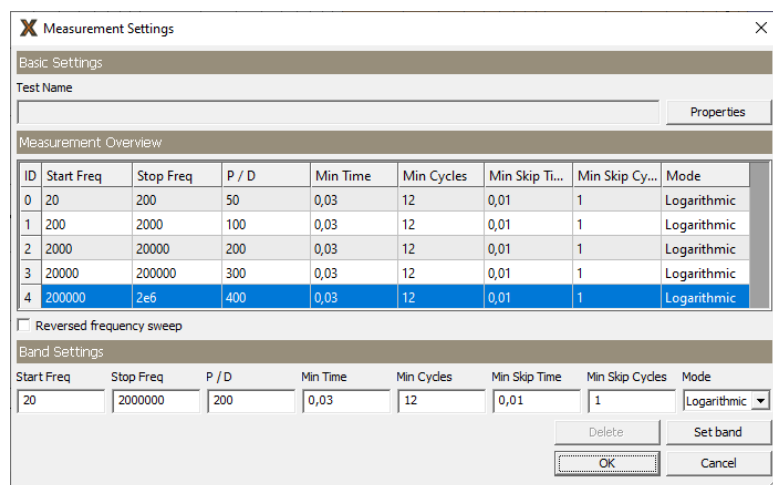 Measurement Settings
Basic Settings
Test Name
Properties
Measurement Overview
ID Start Freq Stop Freq P / D Min Time Min Cycles Min Skip Ti... Min Skip Cy... Mode
0 20 200 50 0,03 12 0,01 1 Logarithmic
1 200 2000 100 0,03 12 0,01 1 Logarithmic
2 2000 20000 200 0,03 12 0,01 1 Logarithmic
3 20000 200000 300 0,03 12 0,01 1 Logarithmic
4 200000 2e6 400 0,03 12 0,01 1 Logarithmic
Reversed frequency sweep
Band Settings
Start Freq Stop Freq P / D Min Time Min Cycles Min Skip Time Min Skip Cycles Mode
20 2000000 200 0,03 12 0,01 1 Logarithmic
Delete Set band
OK Cancel